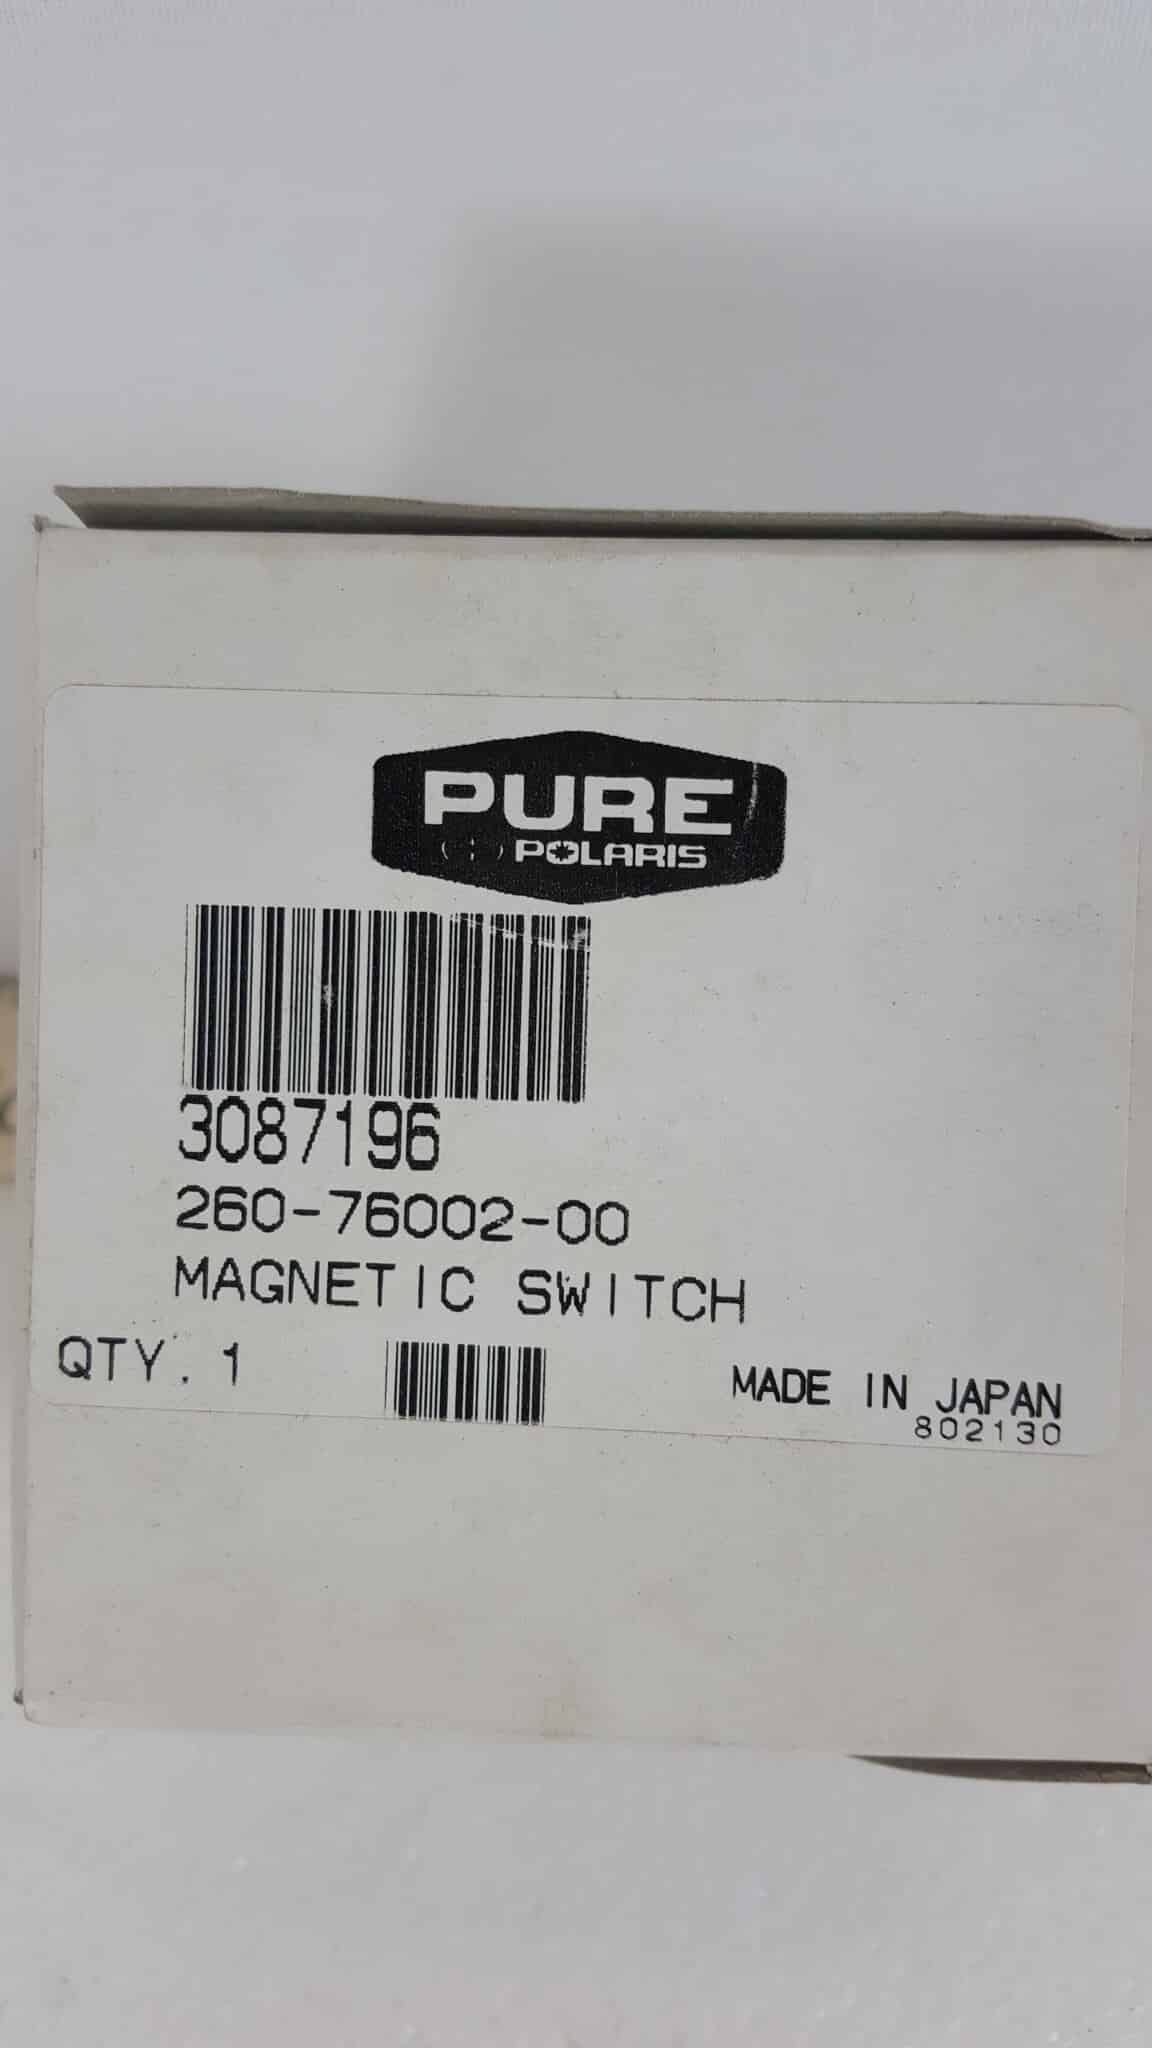 PURE
POLARIS
3087196
260-76002-00
MAGNETIC SWITCH
QTY. 1
MADE IN JAPAN
802130